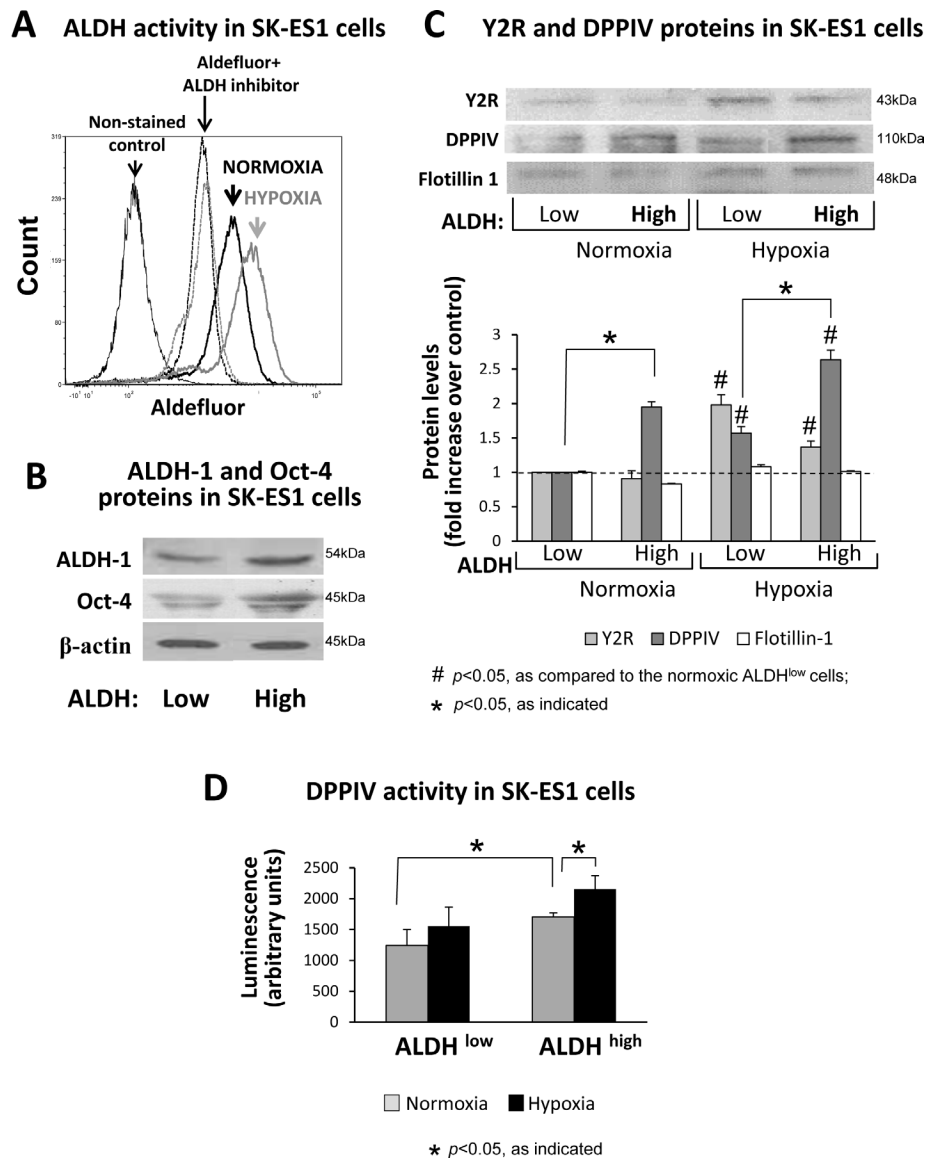 A ALDH activity in SK-ES1 cells
Aldefluor+
ALDH inhibitor
Non-stained
control
NORMOXIA
HYPOXIA
319
239
159
80
0
Count
Aldefluor
B ALDH-1 and Oct-4
proteins in SK-ES1 cells
ALDH-1 54kDa
Oct-4 45kDa
β-actin 45kDa
ALDH: Low High
C Y2R and DPPIV proteins in SK-ES1 cells
Y2R 43kDa
DPPIV 110kDa
Flotillin 1 48kDa
ALDH: Low High Low High
Normoxia Hypoxia
Protein levels
(fold increase over control)
3
2.5
2
1.5
1
0.5
0
* * # # # #
ALDH Low High Low High
Normoxia Hypoxia
Y2R DPPIV Flotillin-1
# p<0.05, as compared to the normoxic ALDHlow cells;
* p<0.05, as indicated
D DPPIV activity in SK-ES1 cells
Luminescence
(arbitrary units)
2500
2000
1500
1000
500
0
* *
ALDH low ALDH high
Normoxia Hypoxia
* p<0.05, as indicated